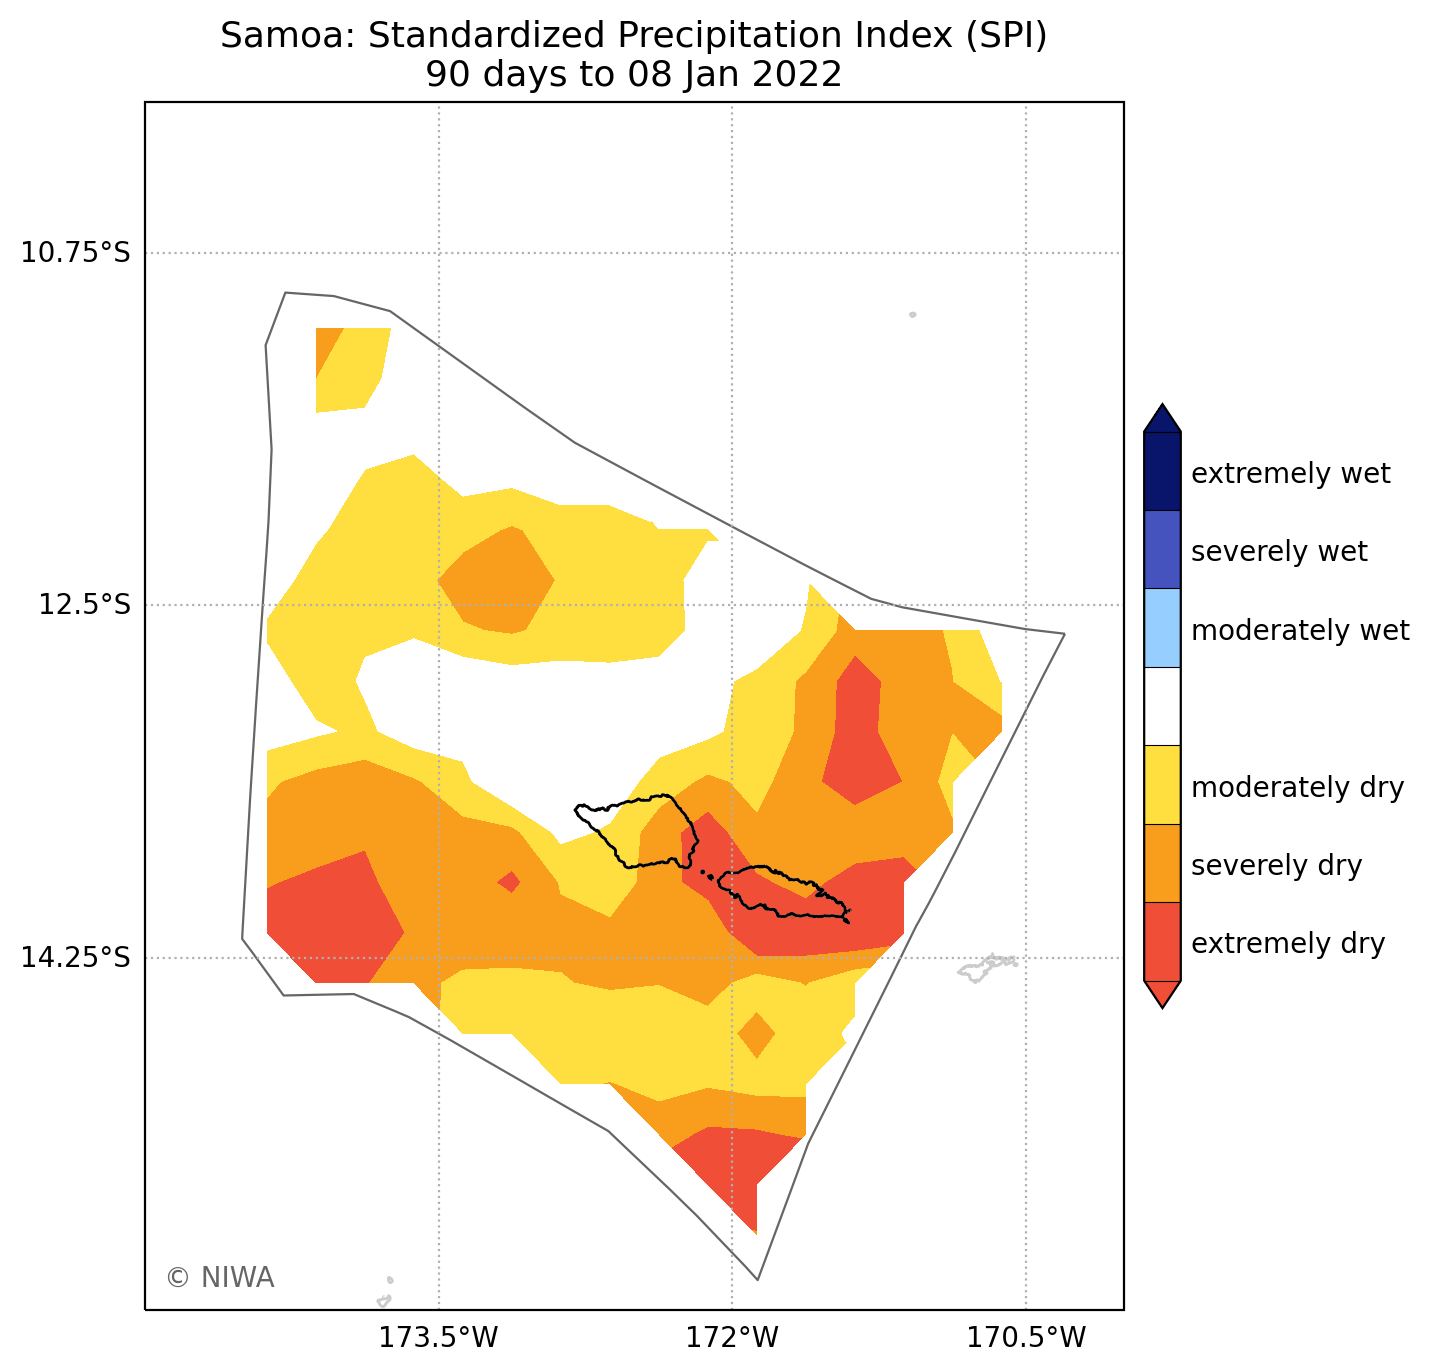 Samoa: Standardized Precipitation Index (SPI)
90 days to 08 Jan 2022
10.75°S
12.5°S
14.25°S
173.5°W
172°W
170.5°W
extremely wet
severely wet
moderately wet
moderately dry
severely dry
extremely dry
© NIWA